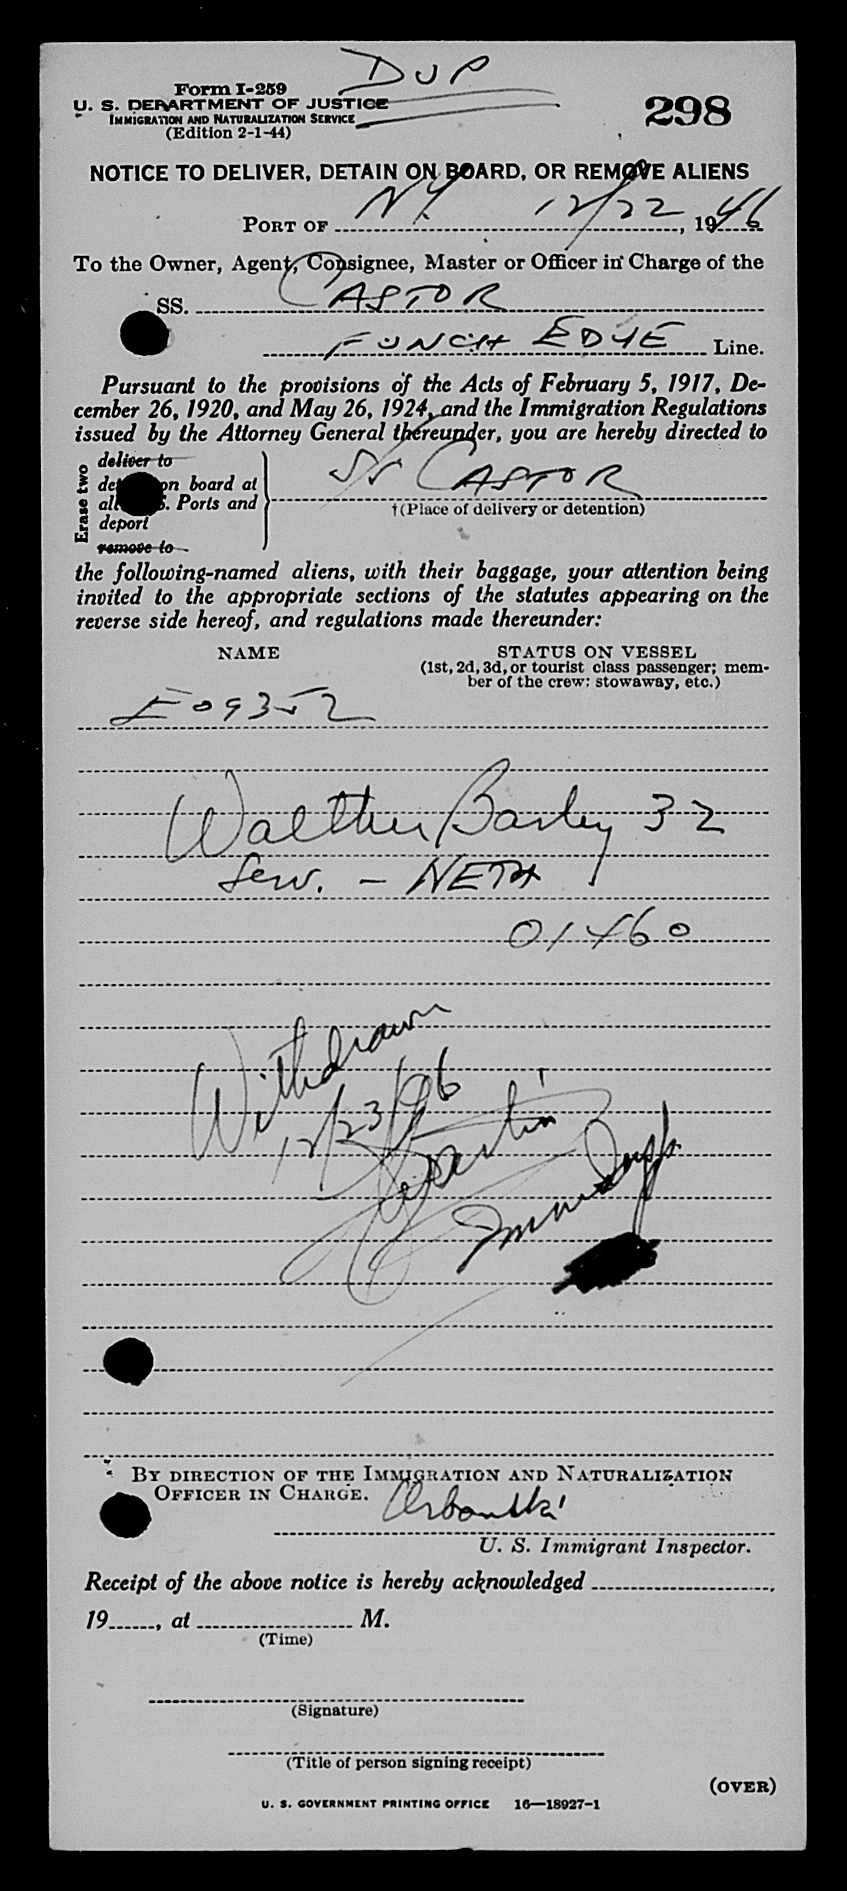 DUP
Form I-259
U. S. DEPARTMENT OF JUSTICE
IMMIGRATION AND NATURALIZATION SERVICE
(Edition 2-1-44)
298
NOTICE TO DELIVER, DETAIN ON BOARD, OR REMOVE ALIENS
PORT OF N.Y. 12/22, 1946
To the Owner, Agent, Consignee, Master or Officer in Charge of the
SS. CASTOR
FUNCH EDYE Line.
Pursuant to the provisions of the Acts of February 5, 1917, De-
cember 26, 1920, and May 26, 1924, and the Immigration Regulations
issued by the Attorney General thereunder, you are hereby directed to
Erase two
deliver to
on board at
Ports and
deport
remove to
SS CASTOR
†(Place of delivery or detention)
the following-named aliens, with their baggage, your attention being
invited to the appropriate sections of the statutes appearing on the
reverse side hereof, and regulations made thereunder:
NAME
STATUS ON VESSEL
(1st, 2d, 3d, or tourist class passenger; mem-
ber of the crew; stowaway, etc.)
E09352
Walther 32
Serv. - NETH
01460
Withdrawn
12/23/46
BY DIRECTION OF THE IMMIGRATION AND NATURALIZATION
OFFICER IN CHARGE.
U. S. Immigrant Inspector.
Receipt of the above notice is hereby acknowledged
19, at M.
(Time)
(Signature)
(Title of person signing receipt)
(OVER)
U. S. GOVERNMENT PRINTING OFFICE 16—18927-1